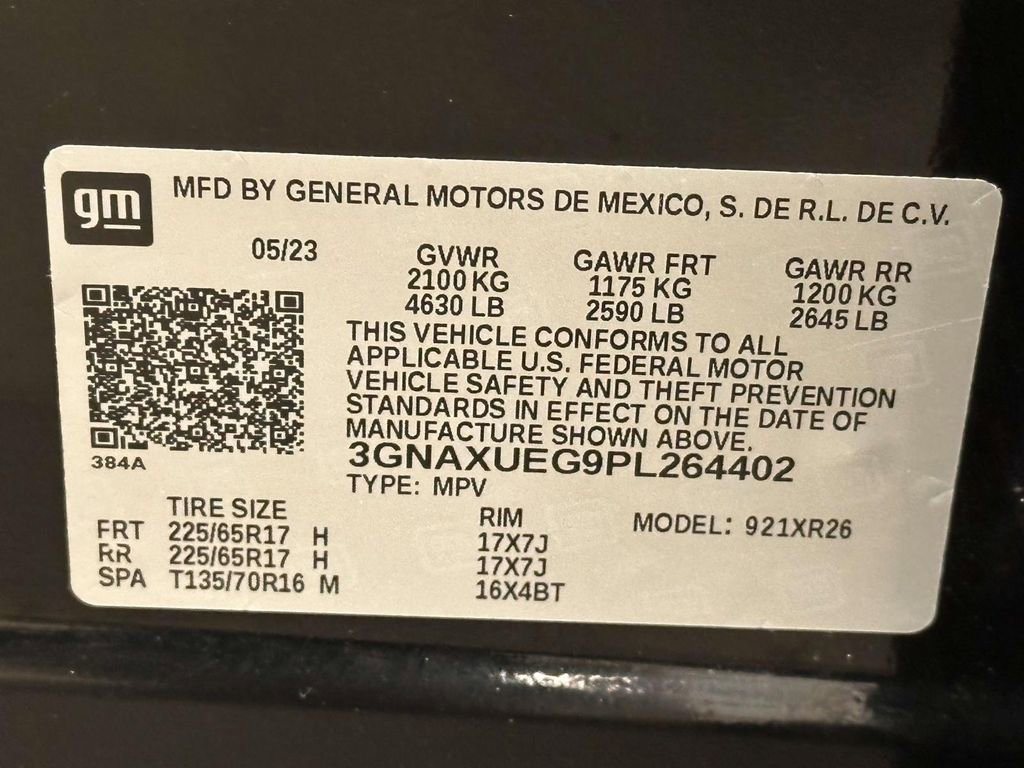 gm
MFD BY GENERAL MOTORS DE MEXICO, S. DE R.L. DE C.V.
05/23
GVWR GAWR FRT GAWR RR
2100 KG 1175 KG 1200 KG
4630 LB 2590 LB 2645 LB
THIS VEHICLE CONFORMS TO ALL
APPLICABLE U.S. FEDERAL MOTOR
VEHICLE SAFETY AND THEFT PREVENTION
STANDARDS IN EFFECT ON THE DATE OF
MANUFACTURE SHOWN ABOVE.
384A
3GNAXUEG9PL264402
TYPE: MPV
TIRE SIZE RIM MODEL: 921XR26
FRT 225/65R17 H 17X7J
RR 225/65R17 H 17X7J
SPA T135/70R16 M 16X4BT